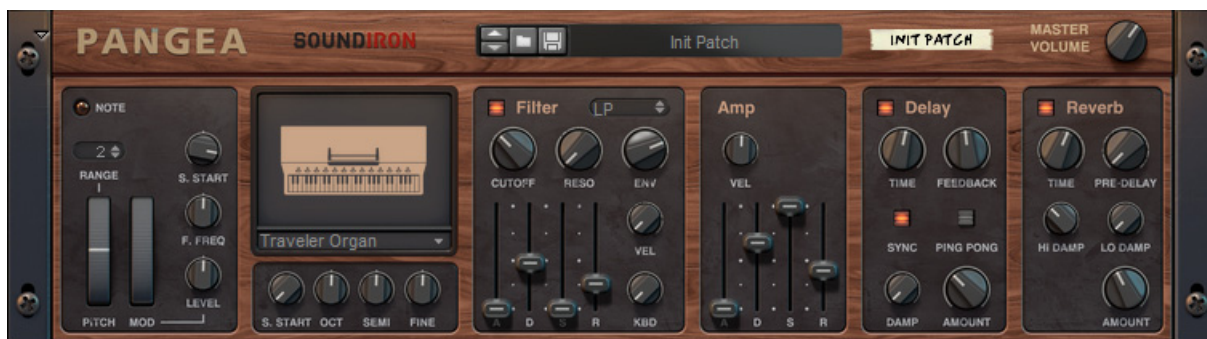 PANGEA
SOUNDIRON
Init Patch
INIT PATCH
MASTER
VOLUME
NOTE
2
RANGE
S. START
F. FREQ
LEVEL
PITCH MOD
Traveler Organ
S. START OCT SEMI FINE
Filter LP
CUTOFF RESO ENV
VEL
KBD
A D S R
Amp
VEL
A D S R
Delay
TIME FEEDBACK
SYNC PING PONG
DAMP AMOUNT
Reverb
TIME PRE-DELAY
HI DAMP LO DAMP
AMOUNT